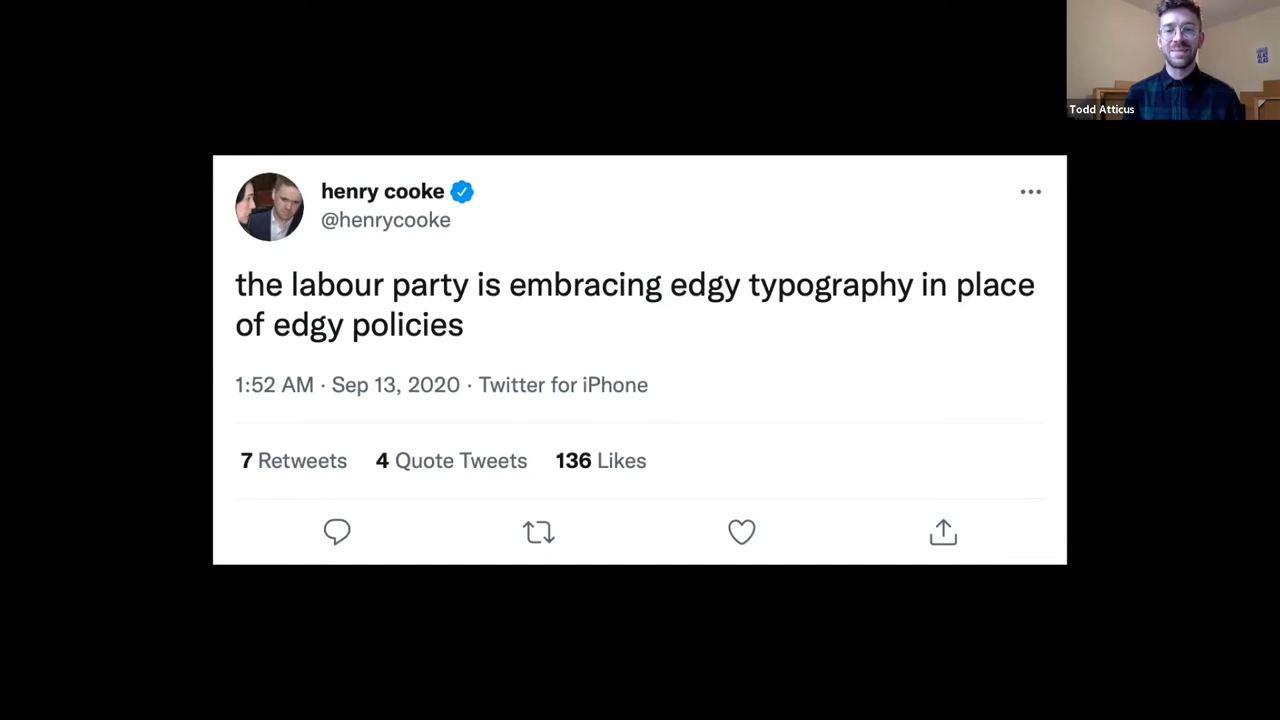 Todd Atticus
henry cooke
@henrycooke
the labour party is embracing edgy typography in place
of edgy policies
1:52 AM · Sep 13, 2020 · Twitter for iPhone
7 Retweets 4 Quote Tweets 136 Likes